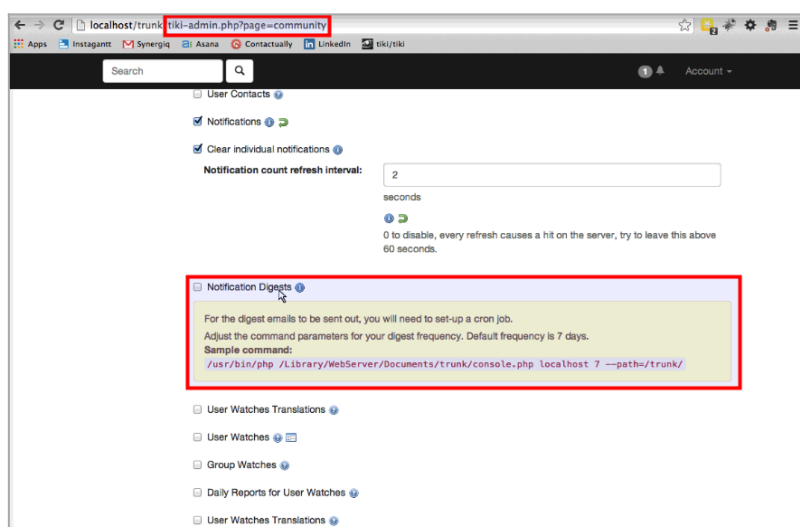 localhost/trunk/tiki-admin.php?page=community
2
Apps Instagantt Synergiq Asana Contactually LinkedIn tiki/tiki
Search 1 Account
User Contacts
Notifications
Clear individual notifications
Notification count refresh interval: 2
seconds
0 to disable, every refresh causes a hit on the server, try to leave this above
60 seconds.
Notification Digests
For the digest emails to be sent out, you will need to set-up a cron job.
Adjust the command parameters for your digest frequency. Default frequency is 7 days.
Sample command:
/usr/bin/php /Library/WebServer/Documents/trunk/console.php localhost 7 --path=/trunk/
User Watches Translations
User Watches
Group Watches
Daily Reports for User Watches
User Watches Translations